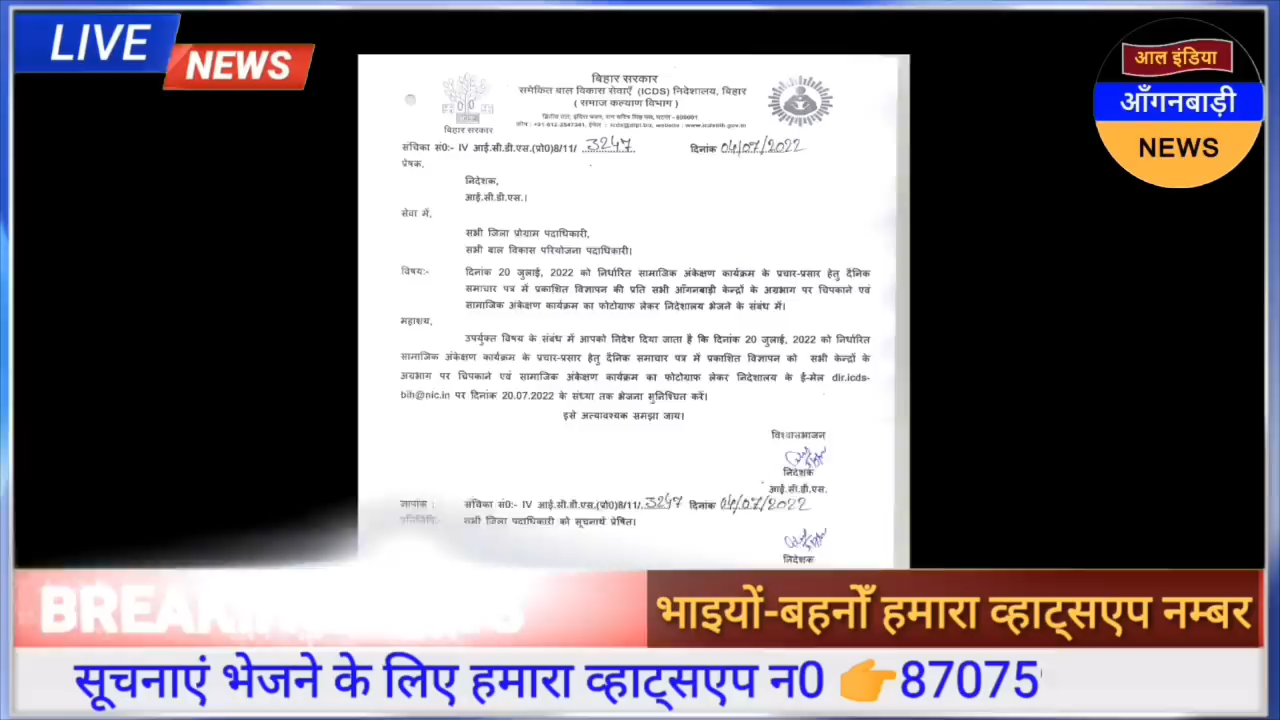 LIVE
NEWS
आल इंडिया
आँगनबाड़ी
NEWS
बिहार सरकार
समेकित बाल विकास सेवाएँ (ICDS) निदेशालय, बिहार
( समाज कल्याण विभाग )
बिहार सरकार
संचिका सं0:- IV आई.सी.डी.एस.(प्रो0)8/11/ 3247 दिनांक 04/07/2022
प्रेषक,
निदेशक,
आई.सी.डी.एस.।
सेवा में,
सभी जिला प्रोग्राम पदाधिकारी,
सभी बाल विकास परियोजना पदाधिकारी।
विषय:- दिनांक 20 जुलाई, 2022 को निर्धारित सामाजिक अंकेक्षण कार्यक्रम के प्रचार-प्रसार हेतु दैनिक
समाचार पत्र में प्रकाशित विज्ञापन की प्रति सभी आँगनबाड़ी केन्द्रों के अग्रभाग पर चिपकाने एवं
सामाजिक अंकेक्षण कार्यक्रम का फोटोग्राफ लेकर निदेशालय भेजने के संबंध में।
महाशय,
उपर्युक्त विषय के संबंध में आपको निदेश दिया जाता है कि दिनांक 20 जुलाई, 2022 को निर्धारित
सामाजिक अंकेक्षण कार्यक्रम के प्रचार-प्रसार हेतु दैनिक समाचार पत्र में प्रकाशित विज्ञापन को सभी केन्द्रों के
अग्रभाग पर चिपकाने एवं सामाजिक अंकेक्षण कार्यक्रम का फोटोग्राफ लेकर निदेशालय के ई-मेल dir.icds-
bih@nic.in पर दिनांक 20.07.2022 के संध्या तक भेजना सुनिश्चित करें।
इसे अत्यावश्यक समझा जाय।
विश्वासभाजन
निदेशक
आई.सी.डी.एस.
ज्ञापांक : संचिका सं0:- IV आई.सी.डी.एस.(प्रो0)8/11/ 3247 दिनांक 04/07/2022
प्रतिलिपि: सभी जिला पदाधिकारी को सूचनार्थ प्रेषित।
निदेशक
भाइयों-बहनोँ हमारा व्हाट्सएप नम्बर
सूचनाएं भेजने के लिए हमारा व्हाट्सएप न0 👉87075